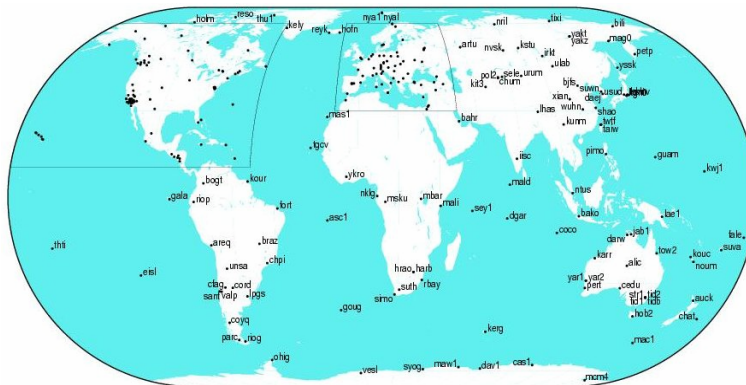 holm
reso
thu1
kely
reyk
hofn
nya1
nyal
nril
tixi
bili
artu
nvsk
kstu
yakt
yakz
mag0
petp
irkt
ulab
yssk
pol2
sele
urum
kit3
chum
bjfs
suwn
usud
daej
xian
wuhn
shao
lhas
kunm
twtf
taiw
bahr
mas1
tgcv
iisc
pimo
guam
kwj1
bogt
kour
gala
riop
fort
ykro
nklg
msku
mbar
mali
sey1
mald
ntus
dgar
bako
coco
lae1
asc1
thti
eisl
areq
braz
chpi
unsa
cord
lpgs
coyq
parc
riog
ohig
goug
hrao
harb
suth
simo
rbay
kerg
darw
jab1
karr
alic
tow2
yar1
yar2
pert
cedu
str1
tid2
hob2
fale
suva
kouc
noum
auck
chat
mac1
vesl
syog
maw1
dav1
cas1
mcm4